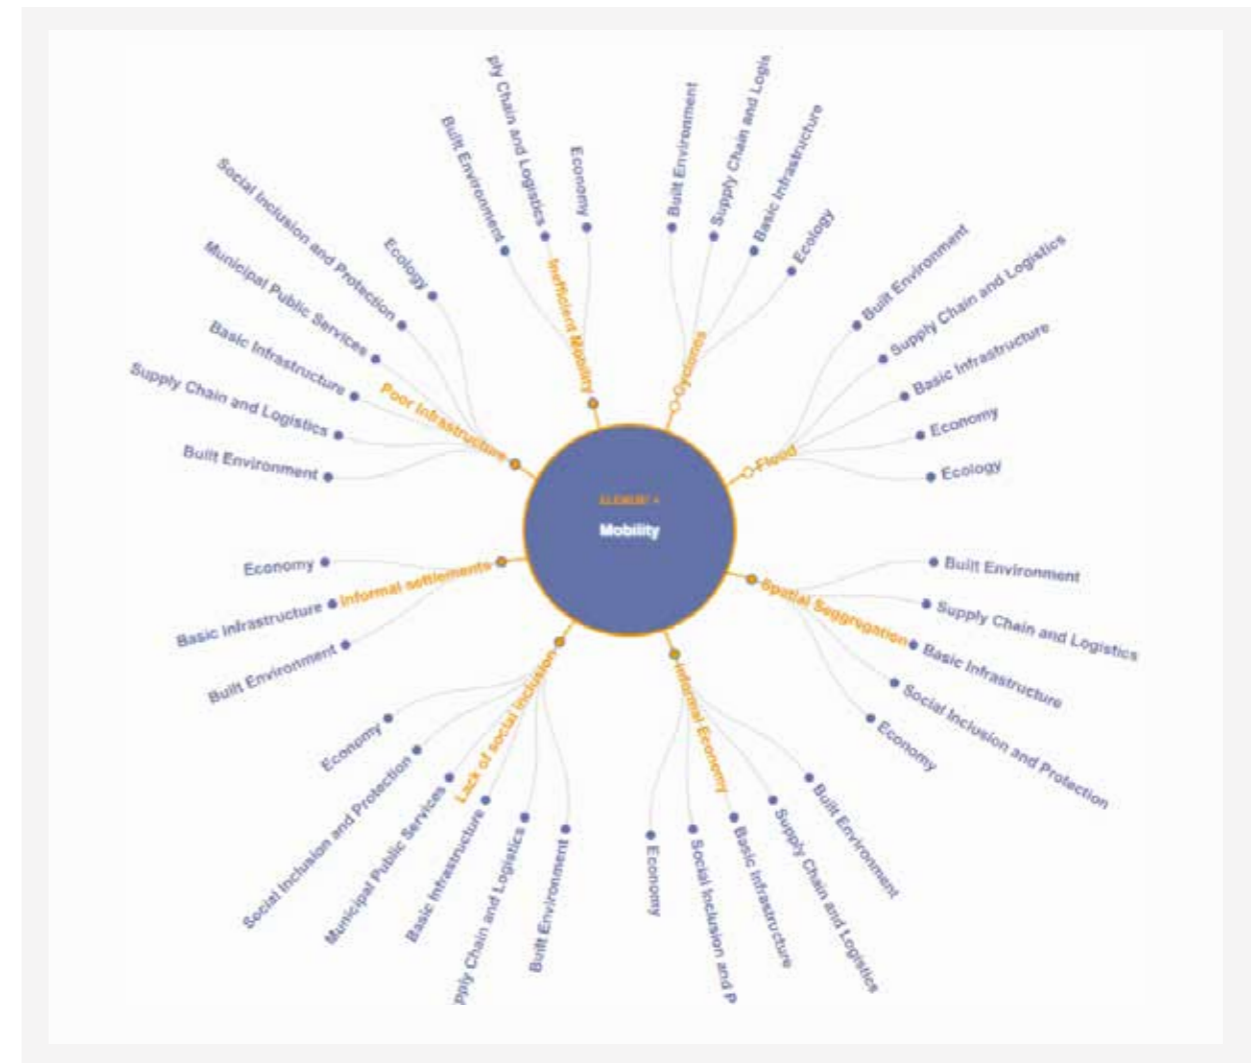 Mobility
Cyclones
Built Environment
Supply Chain and Logis
Basic Infrastructure
Ecology
Flood
Built Environment
Supply Chain and Logistics
Basic Infrastructure
Economy
Ecology
Spatial Seggregation
Built Environment
Supply Chain and Logistics
Basic Infrastructure
Social Inclusion and Protection
Economy
Informal Economy
Built Environment
Supply Chain and Logistics
Basic Infrastructure
Social Inclusion and P
Economy
Lack of social inclusion
Built Environment
pply Chain and Logistics
Basic Infrastructure
Municipal Public Services
Social Inclusion and Protection
Economy
Informal settlements
Built Environment
Basic Infrastructure
Economy
Poor Infrastructure
Built Environment
Supply Chain and Logistics
Basic Infrastructure
Municipal Public Services
Social Inclusion and Protection
Ecology
Inefficient Mobility
Built Environment
ply Chain and Logistics
Economy